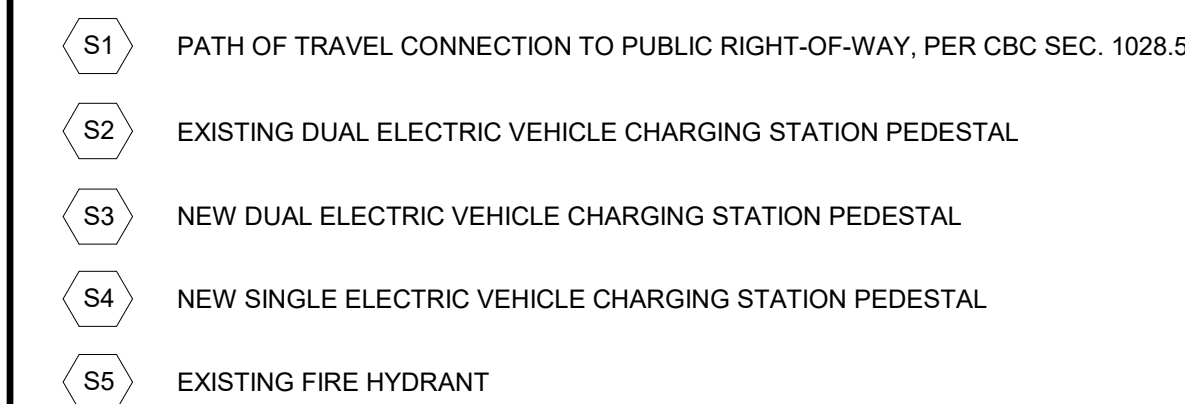 S1 PATH OF TRAVEL CONNECTION TO PUBLIC RIGHT-OF-WAY, PER CBC SEC. 1028.5
S2 EXISTING DUAL ELECTRIC VEHICLE CHARGING STATION PEDESTAL
S3 NEW DUAL ELECTRIC VEHICLE CHARGING STATION PEDESTAL
S4 NEW SINGLE ELECTRIC VEHICLE CHARGING STATION PEDESTAL
S5 EXISTING FIRE HYDRANT